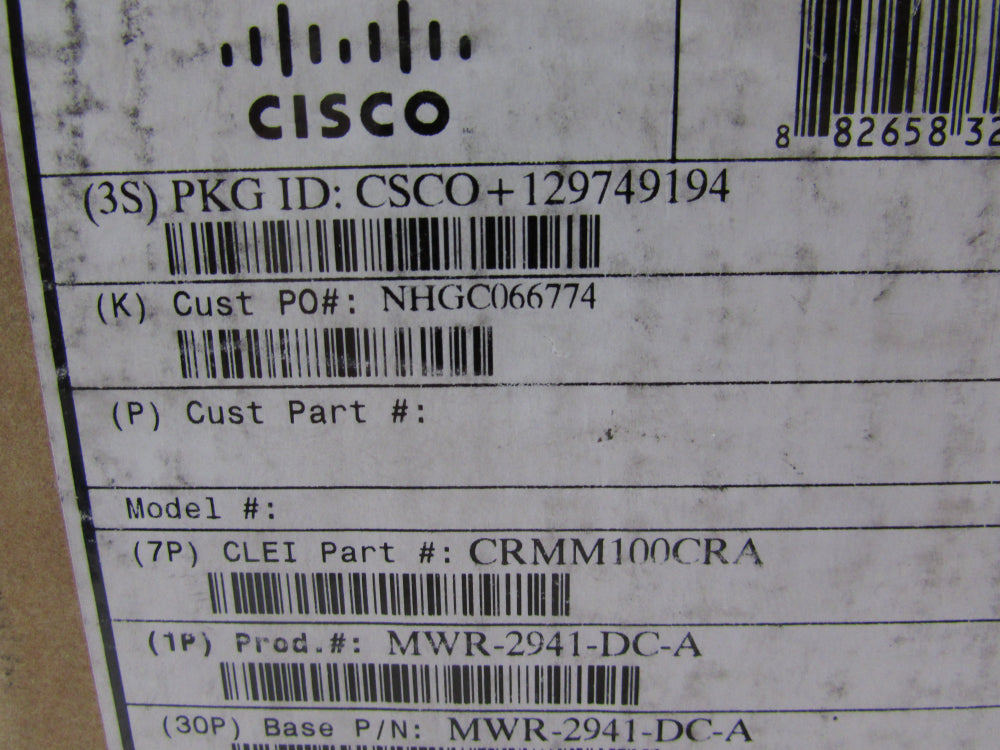 CISCO
8 82658 32
(3S) PKG ID: CSCO+129749194
(K) Cust PO#: NHGC066774
(P) Cust Part #:
Model #:
(7P) CLEI Part #: CRMM100CRA
(1P) Prod.#: MWR-2941-DC-A
(30P) Base P/N: MWR-2941-DC-A